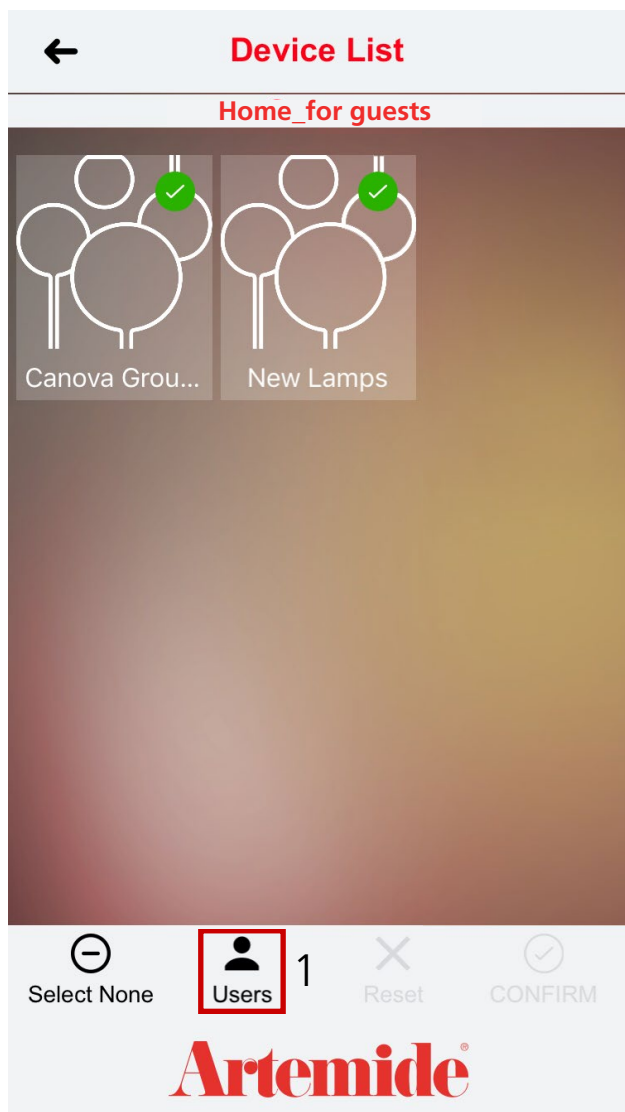 Device List
Home_for guests
Canova Grou...
New Lamps
Select None
Users
1
Reset
CONFIRM
Artemide®